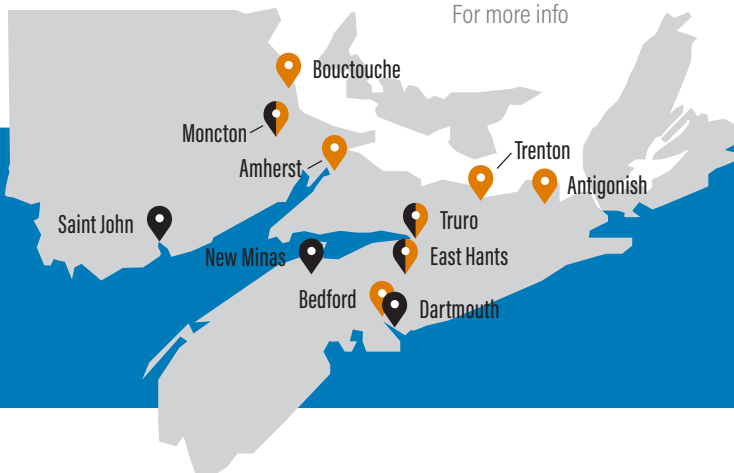 For more info
Bouctouche
Moncton
Amherst
Trenton
Antigonish
Saint John
Truro
New Minas
East Hants
Bedford
Dartmouth